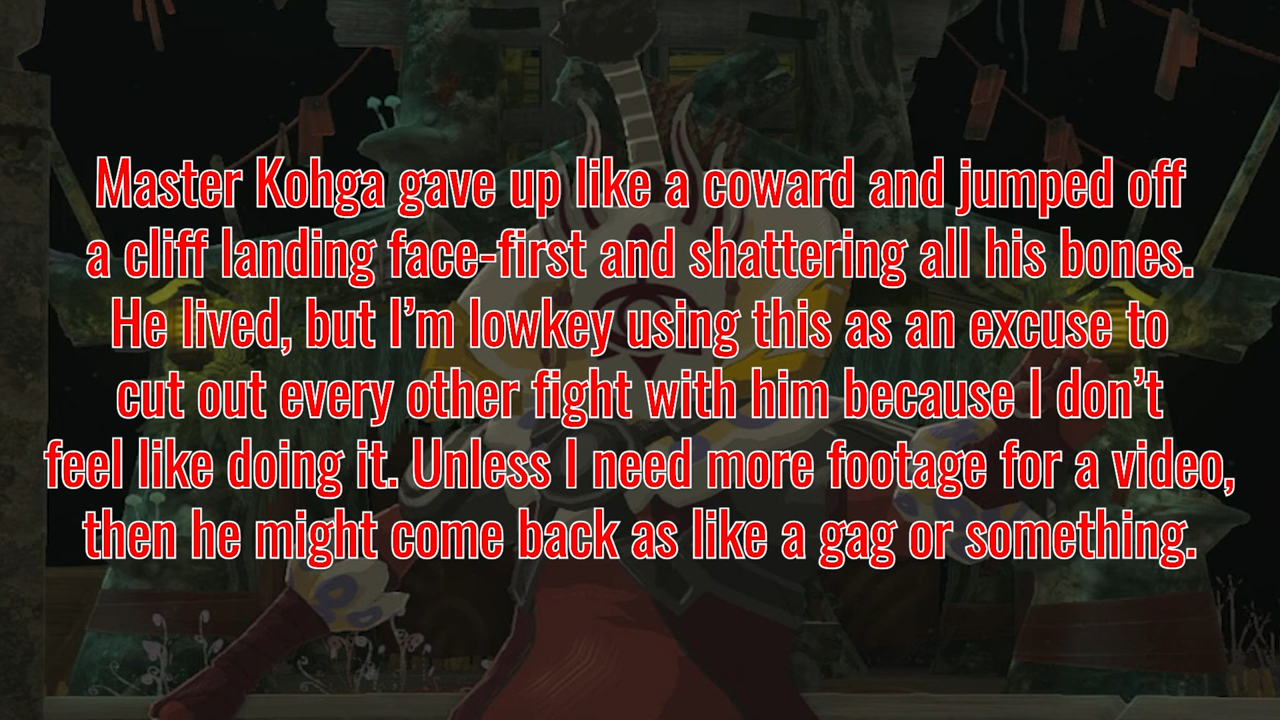 Master Kohga gave up like a coward and jumped off
a cliff landing face-first and shattering all his bones.
He lived, but I’m lowkey using this as an excuse to
cut out every other fight with him because I don’t
feel like doing it. Unless I need more footage for a video,
then he might come back as like a gag or something.